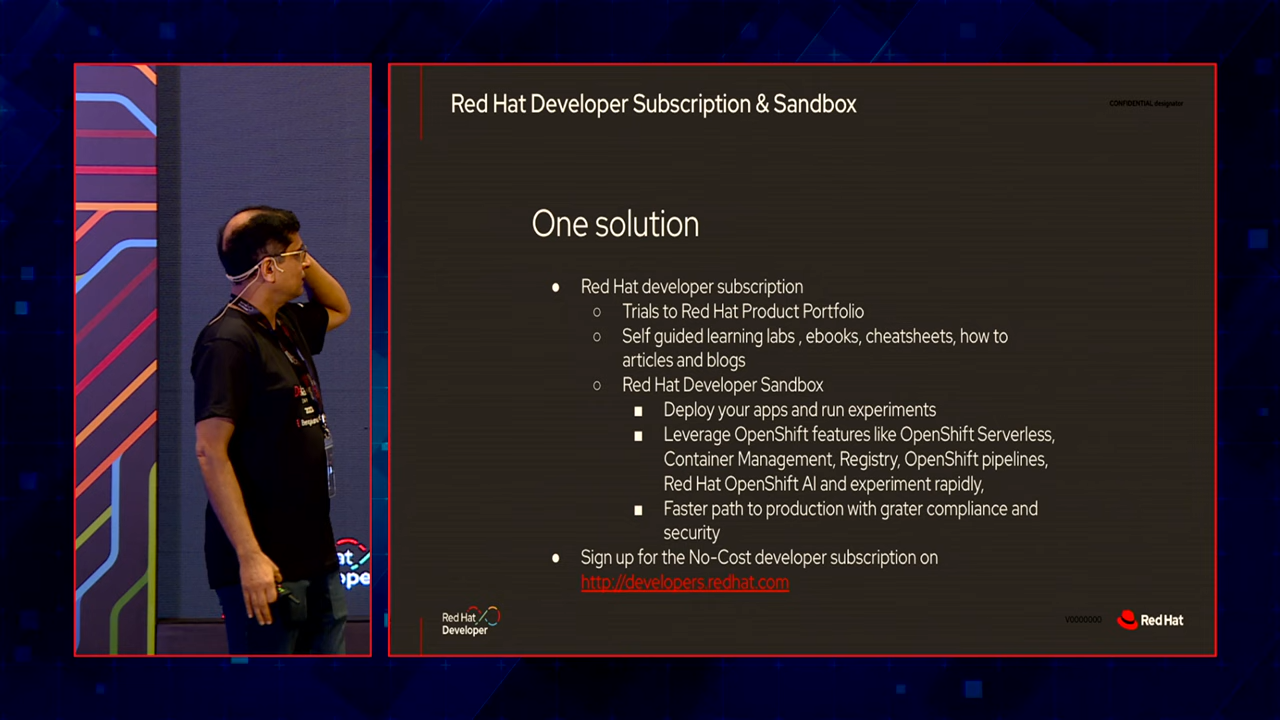 Red Hat Developer Subscription & Sandbox
CONFIDENTIAL designator
One solution
● Red Hat developer subscription
○ Trials to Red Hat Product Portfolio
○ Self guided learning labs , ebooks, cheatsheets, how to
articles and blogs
○ Red Hat Developer Sandbox
■ Deploy your apps and run experiments
■ Leverage OpenShift features like OpenShift Serverless,
Container Management, Registry, OpenShift pipelines,
Red Hat OpenShift AI and experiment rapidly,
■ Faster path to production with grater compliance and
security
● Sign up for the No-Cost developer subscription on
http://developers.redhat.com
Red Hat
Developer
V0000000
Red Hat